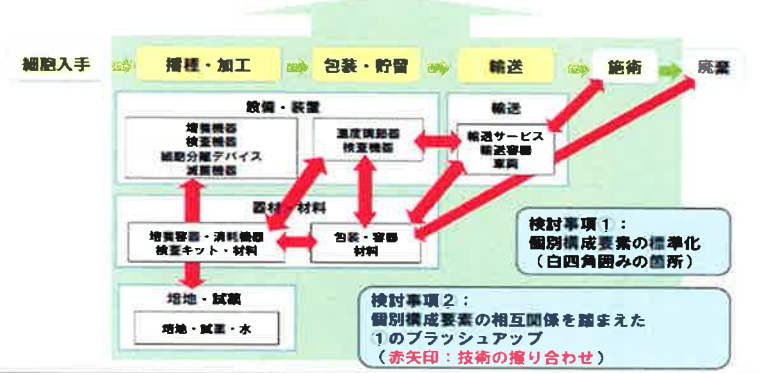 細胞入手
播種・加工
包装・貯留
輸送
施術
廃棄
設備・装置
培養機器
検査機器
細胞分離デバイス
滅菌機器
温度調節器
検査機器
輸送
輸送サービス
輸送容器
車両
器材・材料
培養容器・消耗機器
検査キット・材料
包装・容器
材料
培地・試薬
培地・試薬・水
検討事項①：
個別構成要素の標準化
（白四角囲みの箇所）
検討事項２：
個別構成要素の相互関係を踏まえた
①のブラッシュアップ
（赤矢印：技術の擦り合わせ）